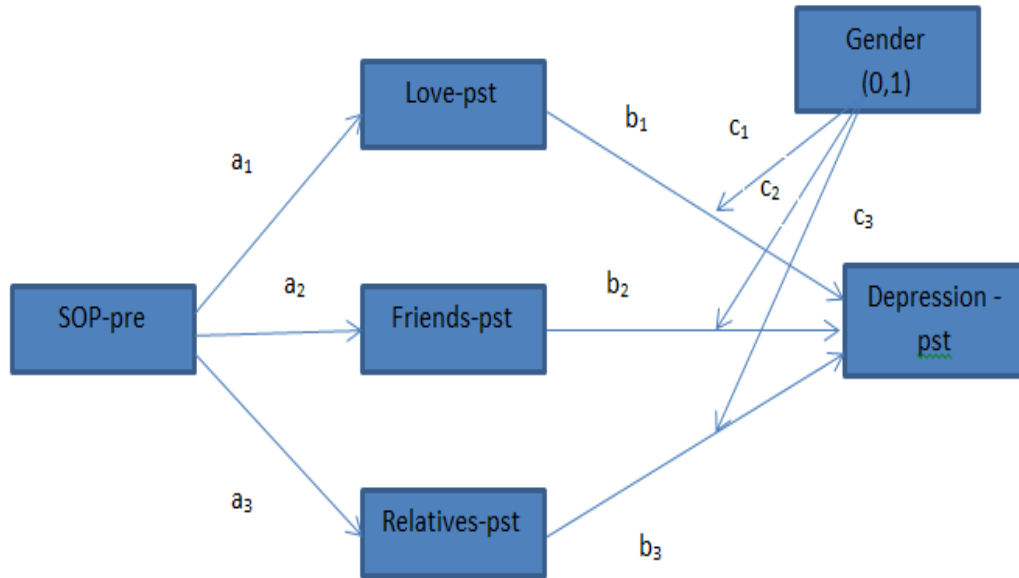 Gender
(0,1)
Love-pst
b₁
c₁
a₁
c₂
c₃
a₂
b₂
SOP-pre
Friends-pst
Depression -
pst
a₃
Relatives-pst
b₃